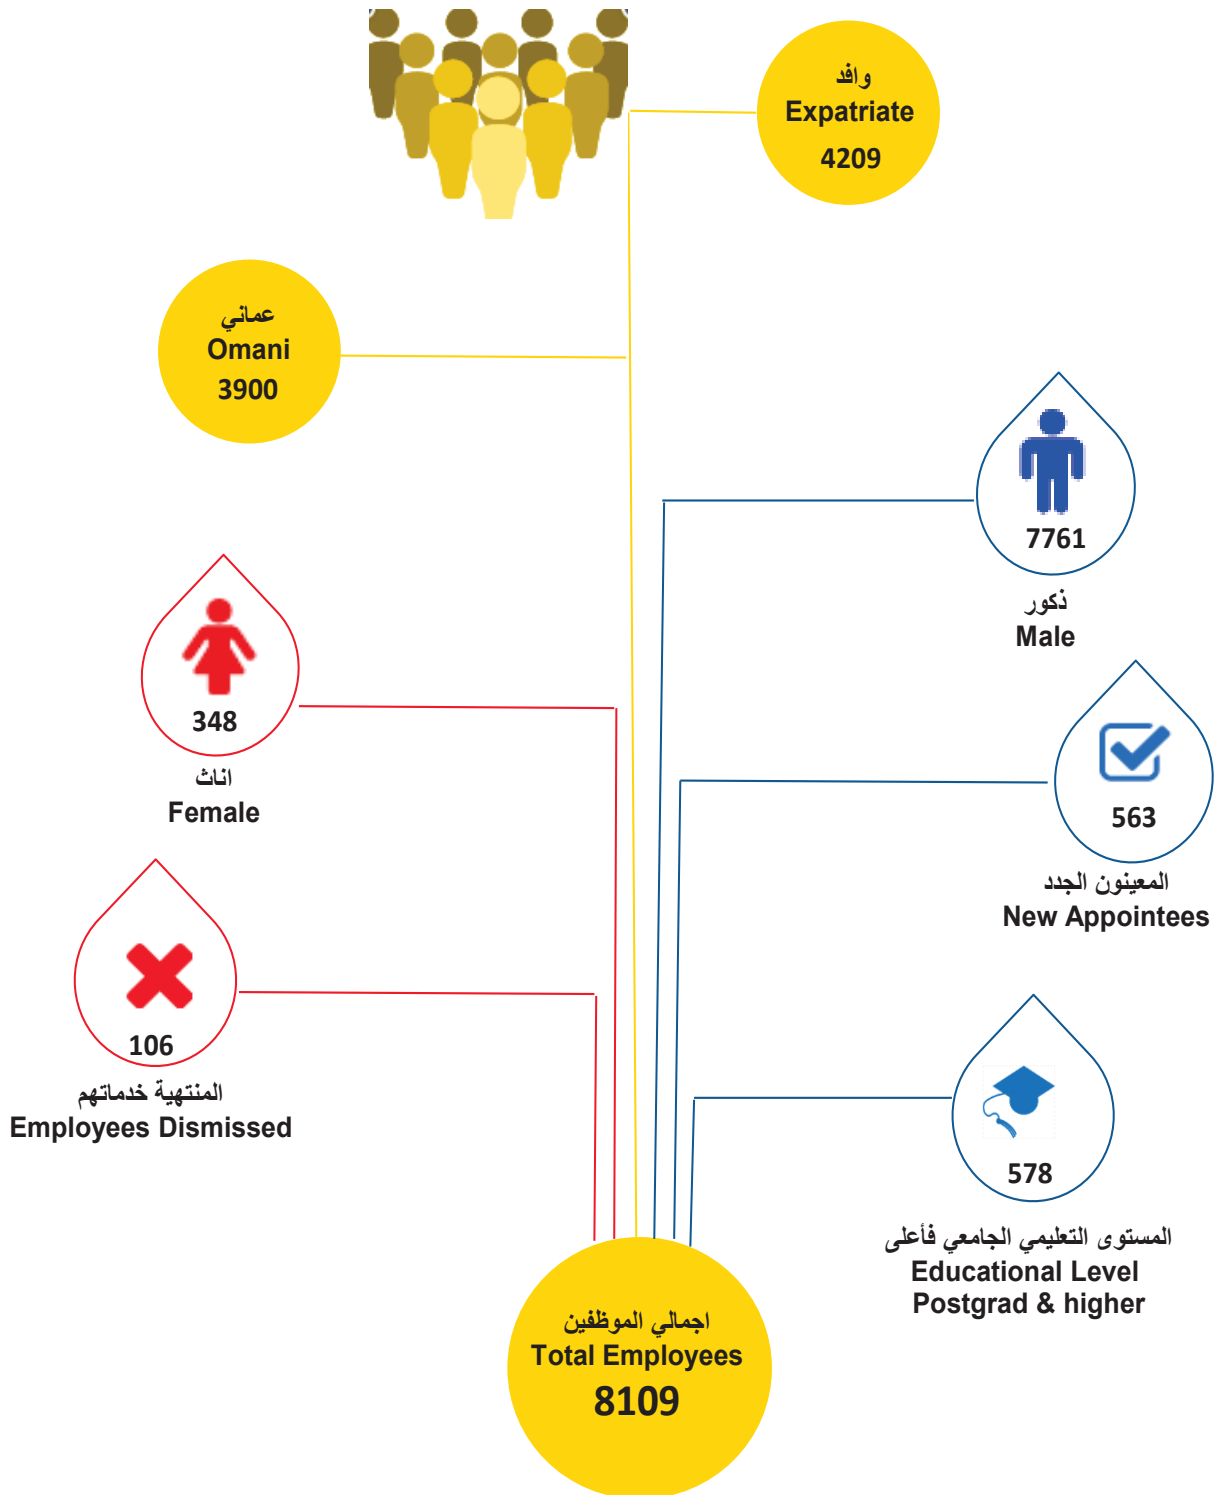 وافد
Expatriate
4209
عماني
Omani
3900
7761
ذكور
Male
348
اناث
Female
563
المعينون الجدد
New Appointees
106
المنتهية خدماتهم
Employees Dismissed
578
المستوى التعليمي الجامعي فأعلى
Educational Level
Postgrad & higher
اجمالي الموظفين
Total Employees
8109